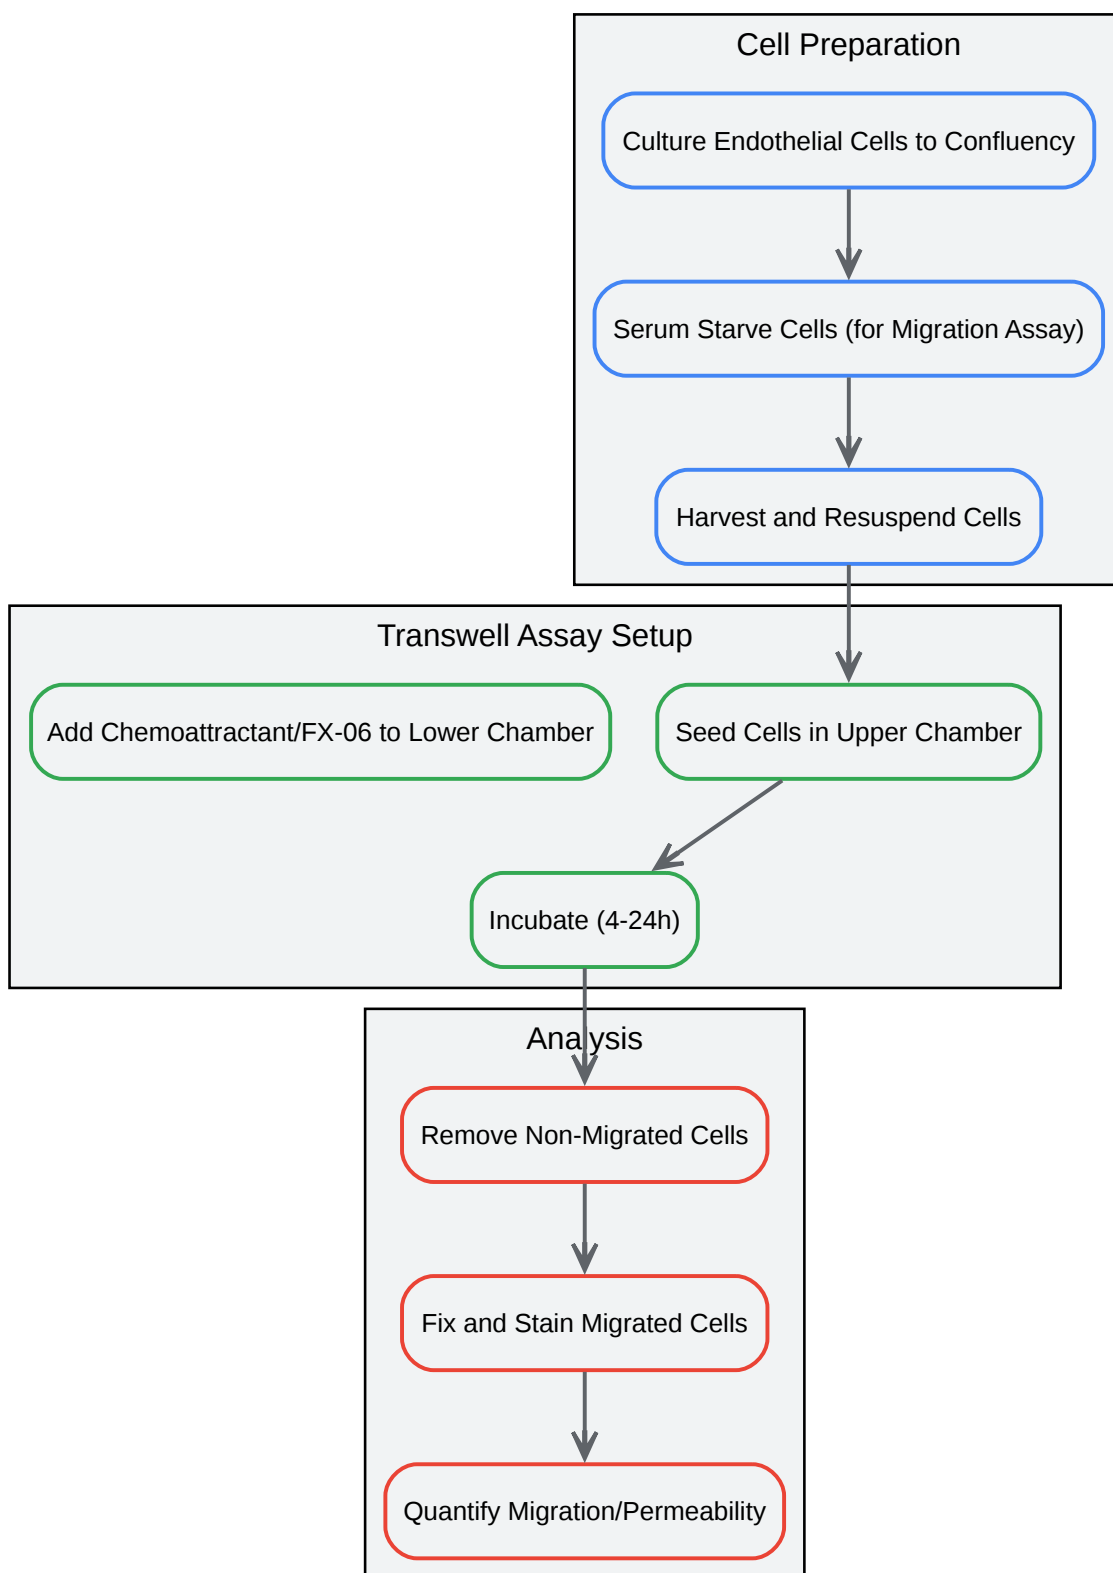 Cell Preparation
Culture Endothelial Cells to Confluency
Serum Starve Cells (for Migration Assay)
Harvest and Resuspend Cells
Transwell Assay Setup
Add Chemoattractant/FX-06 to Lower Chamber
Seed Cells in Upper Chamber
Incubate (4-24h)
Analysis
Remove Non-Migrated Cells
Fix and Stain Migrated Cells
Quantify Migration/Permeability